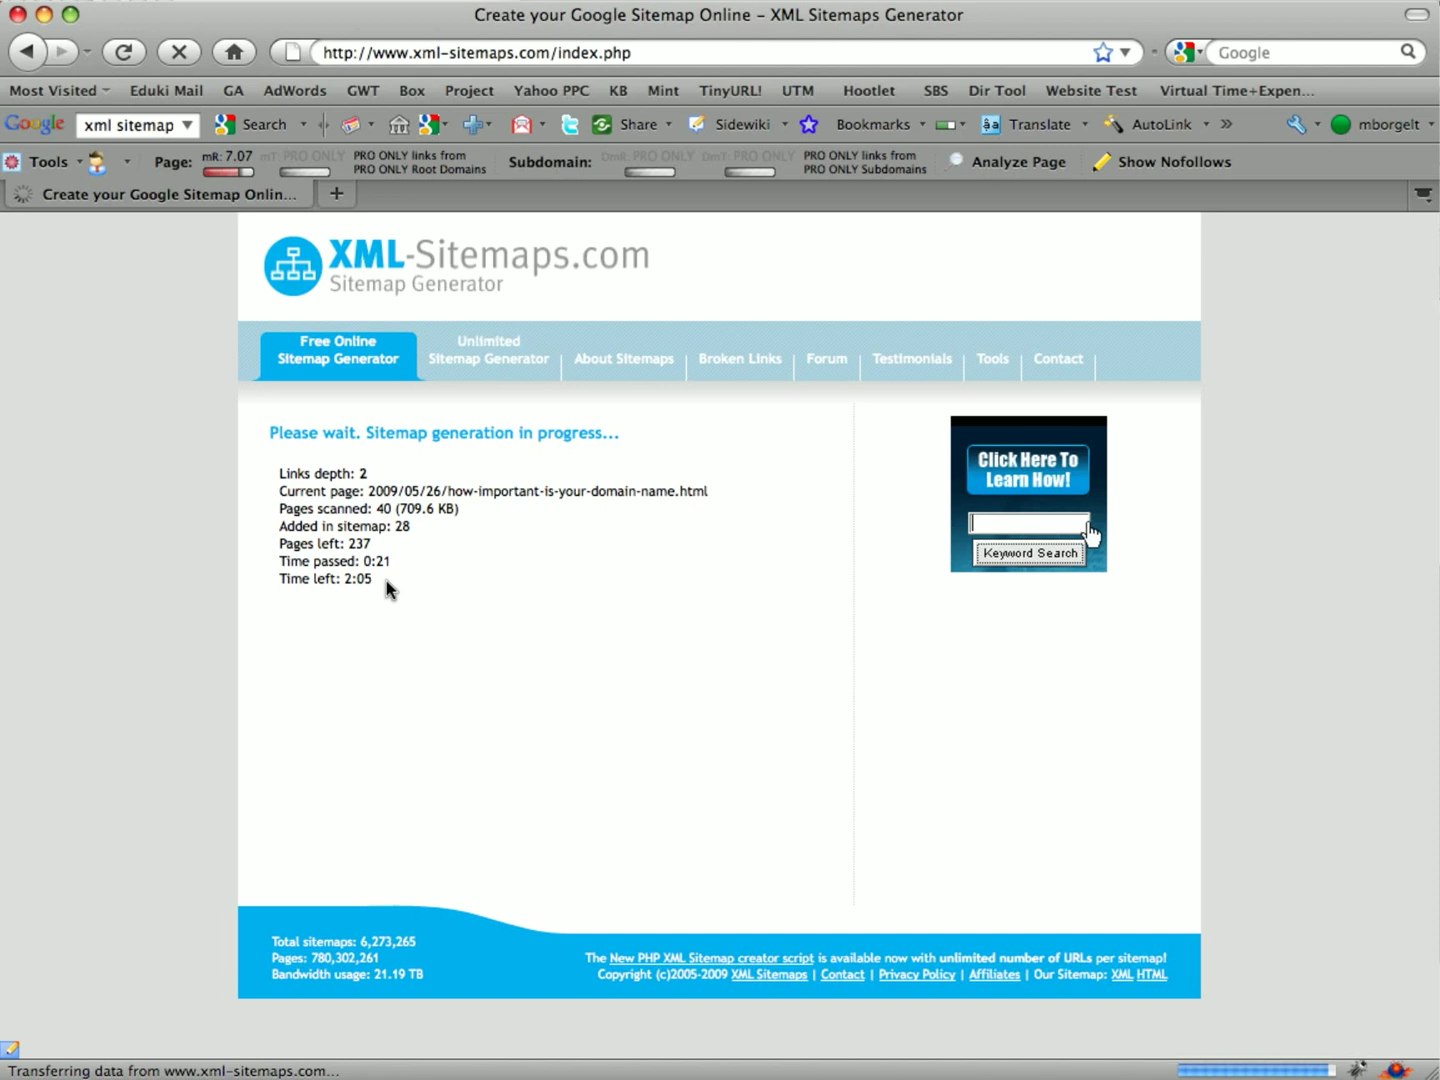 Create your Google Sitemap Online – XML Sitemaps Generator
http://www.xml-sitemaps.com/index.php
Google
Most Visited Eduki Mail GA AdWords GWT Box Project Yahoo PPC KB Mint TinyURL! UTM Hootlet SBS Dir Tool Website Test Virtual Time+Expen...
Google xml sitemap Search Share Sidewiki Bookmarks Translate AutoLink » mborgelt
Tools Page: mR: 7.07 mT: PRO ONLY PRO ONLY links from PRO ONLY Root Domains Subdomain: DmR: PRO ONLY DmT: PRO ONLY PRO ONLY links from PRO ONLY Subdomains Analyze Page Show Nofollows
Create your Google Sitemap Onlin... +
XML-Sitemaps.com
Sitemap Generator
Free Online Sitemap Generator
Unlimited Sitemap Generator
About Sitemaps
Broken Links
Forum
Testimonials
Tools
Contact
Please wait. Sitemap generation in progress...
Links depth: 2
Current page: 2009/05/26/how-important-is-your-domain-name.html
Pages scanned: 40 (709.6 KB)
Added in sitemap: 28
Pages left: 237
Time passed: 0:21
Time left: 2:05
Click Here To
Learn How!
Keyword Search
Total sitemaps: 6,273,265
Pages: 780,302,261
Bandwidth usage: 21.19 TB
The New PHP XML Sitemap creator script is available now with unlimited number of URLs per sitemap!
Copyright (c)2005-2009 XML Sitemaps | Contact | Privacy Policy | Affiliates | Our Sitemap: XML HTML
Transferring data from www.xml-sitemaps.com...